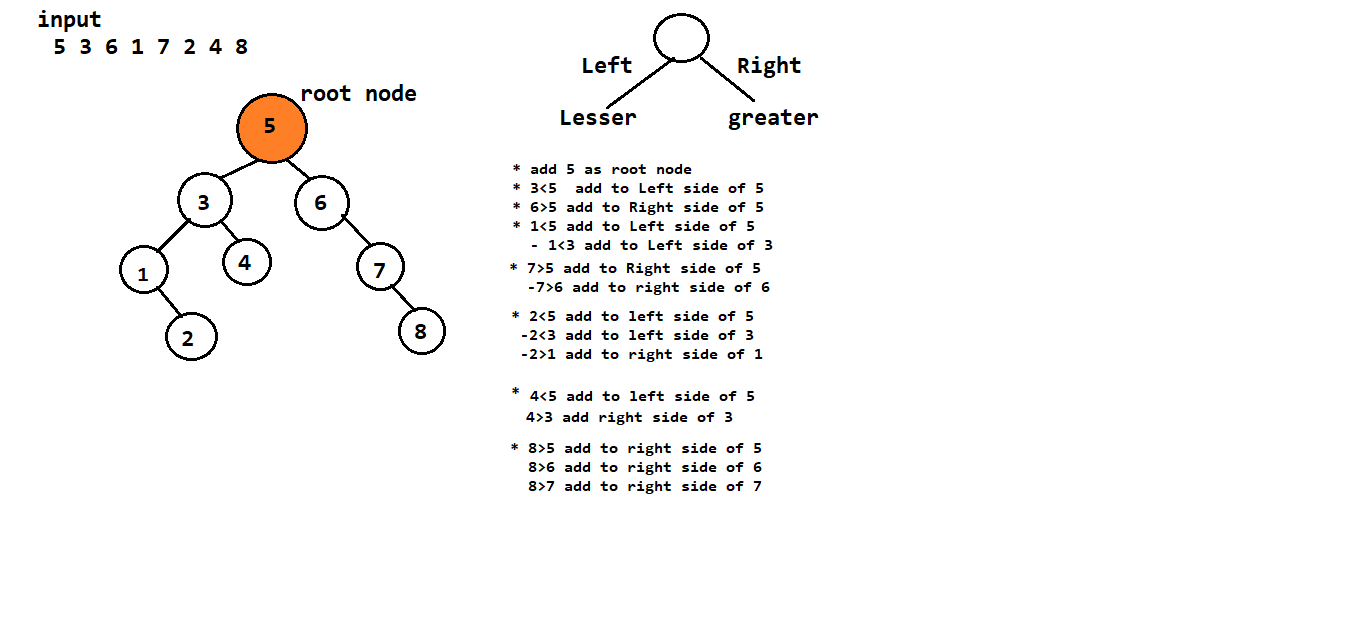 input
5 3 6 1 7 2 4 8
root node
5
3
6
1
4
7
2
8
Left
Right
Lesser
greater
* add 5 as root node
* 3<5 add to Left side of 5
* 6>5 add to Right side of 5
* 1<5 add to Left side of 5
- 1<3 add to Left side of 3
* 7>5 add to Right side of 5
-7>6 add to right side of 6
* 2<5 add to left side of 5
-2<3 add to left side of 3
-2>1 add to right side of 1
* 4<5 add to left side of 5
4>3 add right side of 3
* 8>5 add to right side of 5
8>6 add to right side of 6
8>7 add to right side of 7